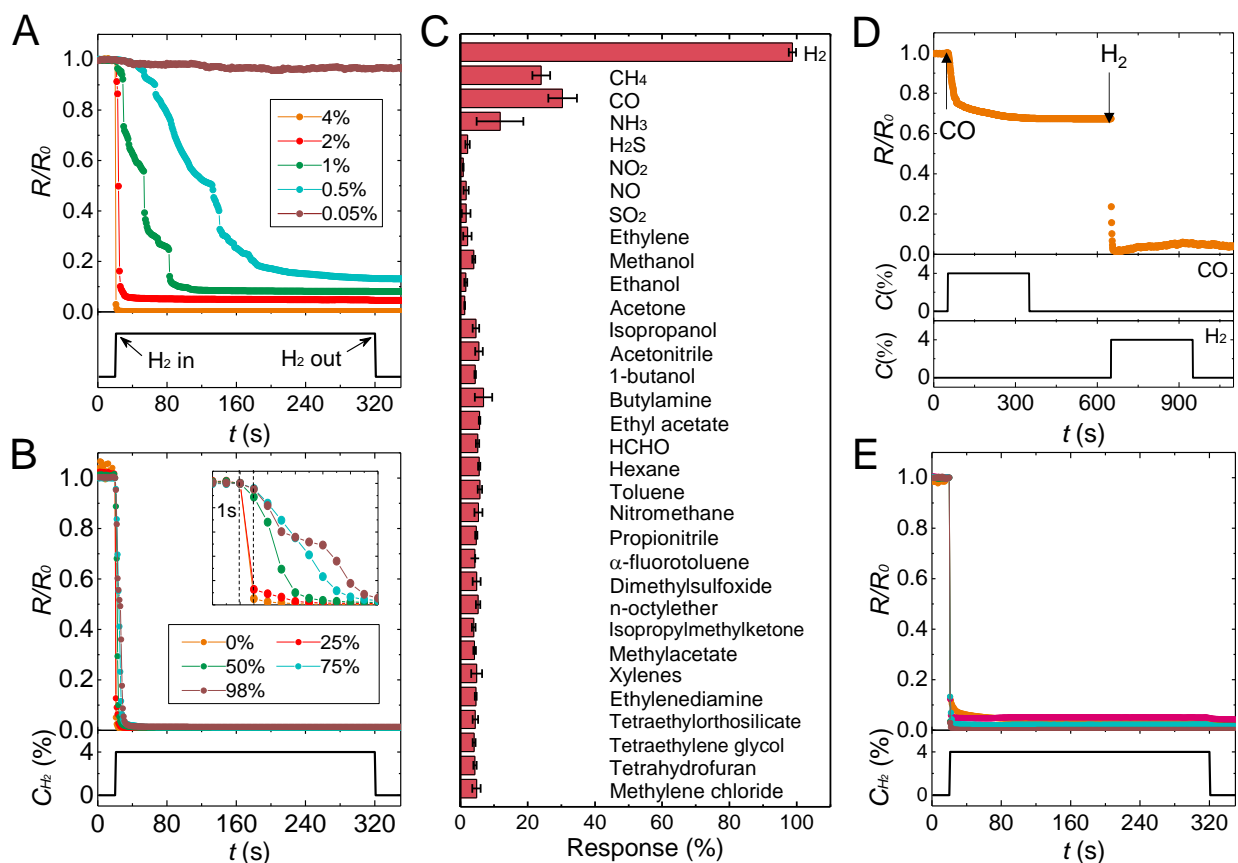 A
1.0
0.8
0.6
0.4
0.2
0.0
R/R0
4%
2%
1%
0.5%
0.05%
H2 in
H2 out
0 80 160 240 320
t (s)
B
1.0
0.8
0.6
0.4
0.2
0.0
R/R0
1s
0% 25%
50% 75%
98%
4
0
CH2 (%)
0 80 160 240 320
t (s)
C
H2
CH4
CO
NH3
H2S
NO2
NO
SO2
Ethylene
Methanol
Ethanol
Acetone
Isopropanol
Acetonitrile
1-butanol
Butylamine
Ethyl acetate
HCHO
Hexane
Toluene
Nitromethane
Propionitrile
α-fluorotoluene
Dimethylsulfoxide
n-octylether
Isopropylmethylketone
Methylacetate
Xylenes
Ethylenediamine
Tetraethylorthosilicate
Tetraethylene glycol
Tetrahydrofuran
Methylene chloride
0 20 40 60 80 100
Response (%)
D
1.0
0.8
0.6
0.4
0.2
0.0
R/R0
CO
H2
4
0
C(%)
CO
4
0
C(%)
H2
0 300 600 900
t (s)
E
1.0
0.8
0.6
0.4
0.2
0.0
R/R0
4
0
CH2 (%)
0 80 160 240 320
t (s)